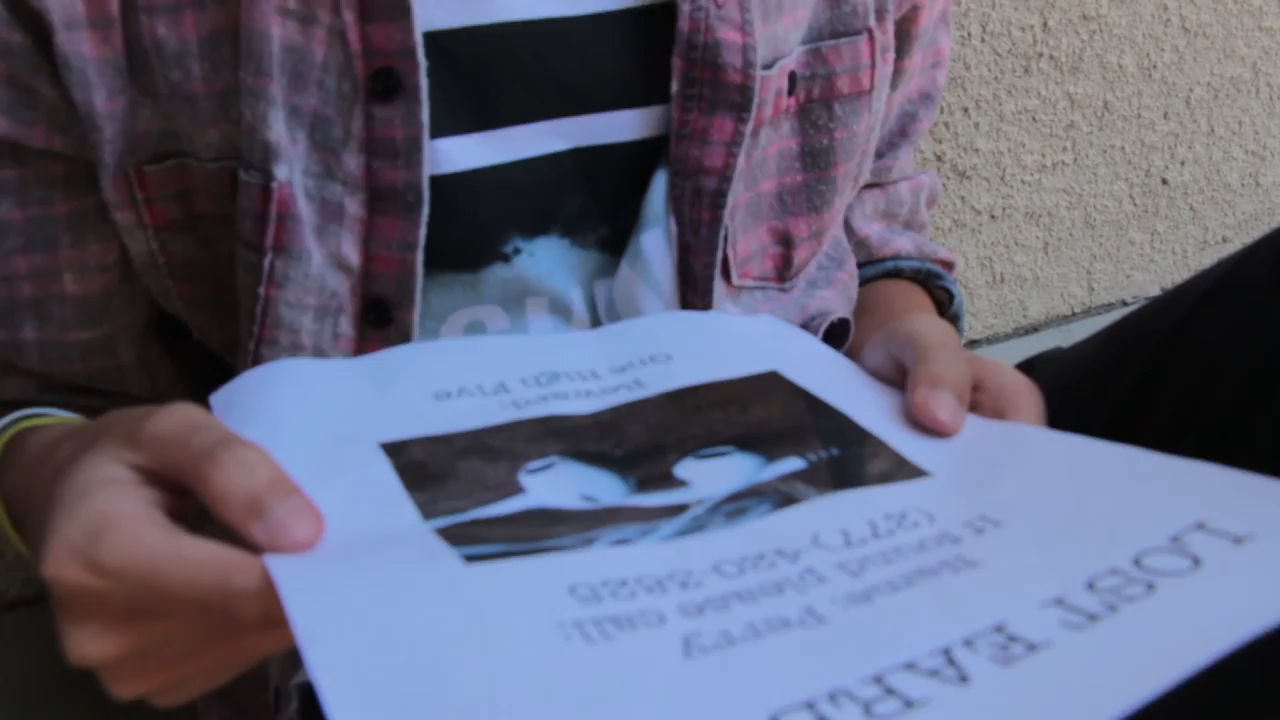 LOST EARB
Name: Perry
If found please call:
(277)-420-3625
Reward:
One High Five